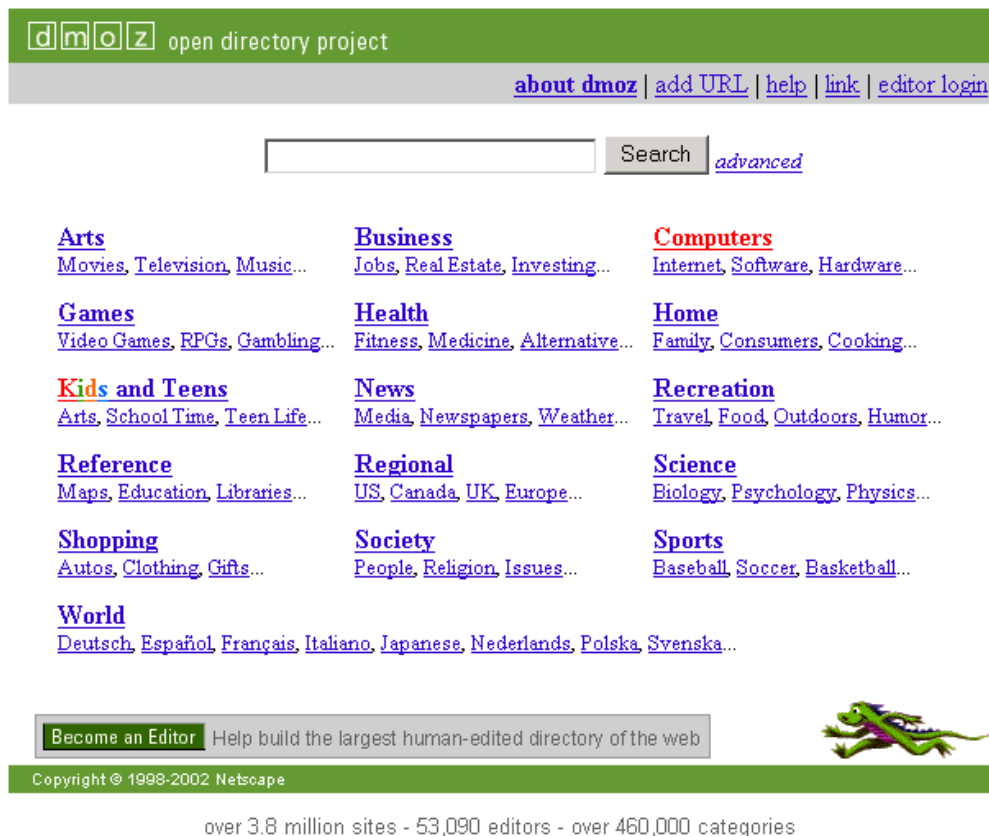 dmoz open directory project
about dmoz | add URL | help | link | editor login
Search advanced
Arts Business Computers
Movies, Television, Music... Jobs, Real Estate, Investing... Internet, Software, Hardware...
Games Health Home
Video Games, RPGs, Gambling... Fitness, Medicine, Alternative... Family, Consumers, Cooking...
Kids and Teens News Recreation
Arts, School Time, Teen Life... Media, Newspapers, Weather... Travel, Food, Outdoors, Humor...
Reference Regional Science
Maps, Education, Libraries... US, Canada, UK, Europe... Biology, Psychology, Physics...
Shopping Society Sports
Autos, Clothing, Gifts... People, Religion, Issues... Baseball, Soccer, Basketball...
World
Deutsch, Español, Français, Italiano, Japanese, Nederlands, Polska, Svenska...
Become an Editor Help build the largest human-edited directory of the web
Copyright © 1998-2002 Netscape
over 3.8 million sites - 53,090 editors - over 460,000 categories